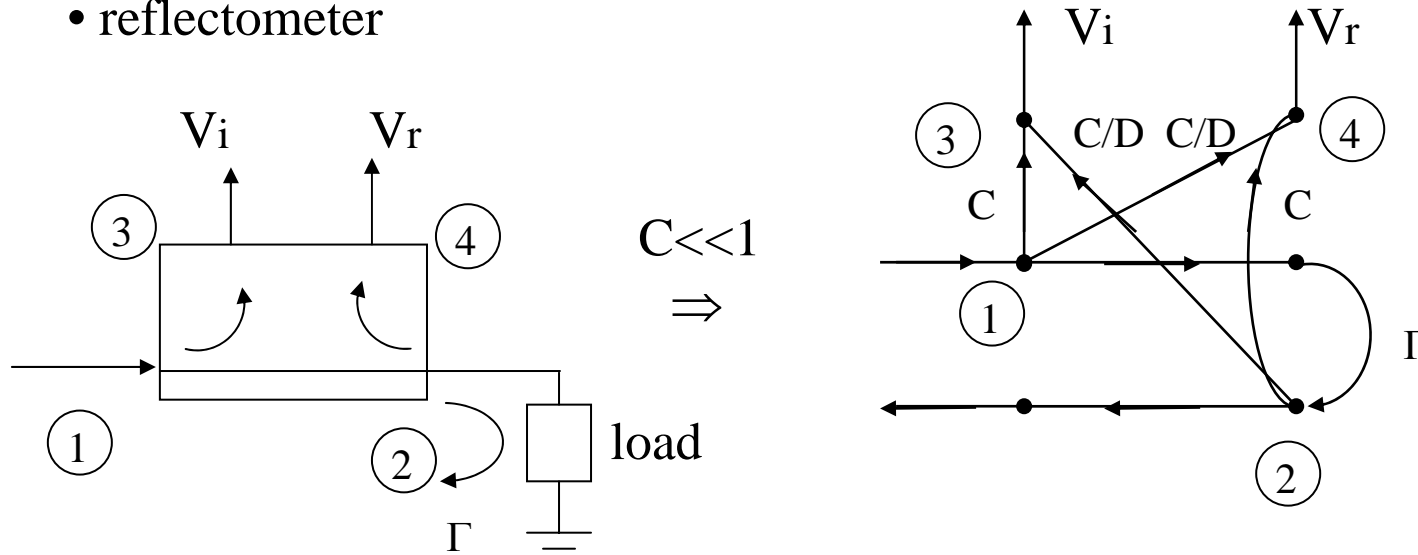 • reflectometer
Vi Vr
3 4
1 2
Γ
load
C<<1
⇒
Vi Vr
3 C/D C/D 4
C C
1
Γ
2